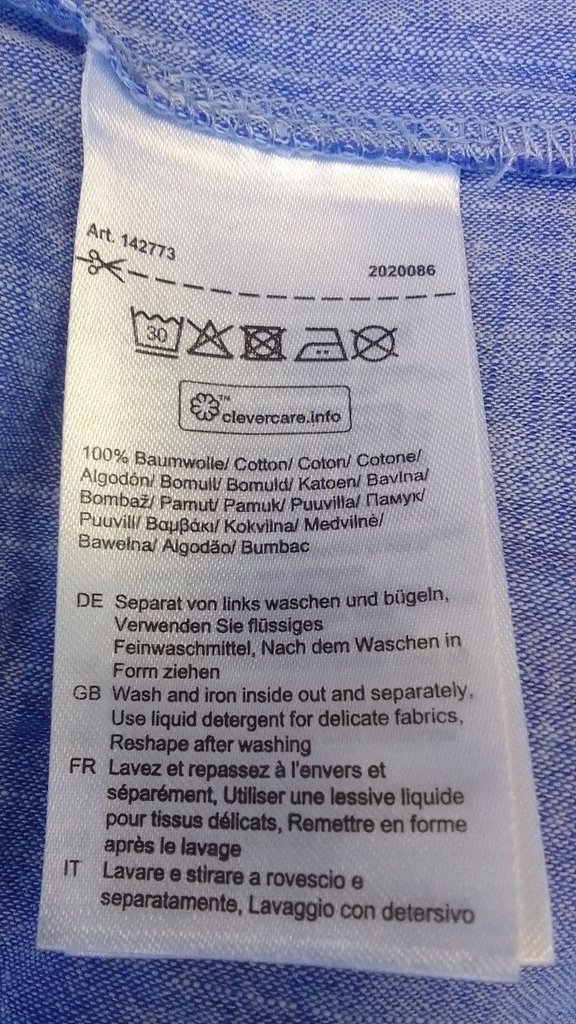 Art. 142773
2020086
30
™
clevercare.info
100% Baumwolle/ Cotton/ Coton/ Cotone/
Algodón/ Bomull/ Bomuld/ Katoen/ Bavlna/
Bombaž/ Pamut/ Pamuk/ Puuvilla/ Памук/
Puuvill/ Βαμβάκι/ Kokvilna/ Medvilnė/
Bawełna/ Algodão/ Bumbac
DE Separat von links waschen und bügeln,
Verwenden Sie flüssiges
Feinwaschmittel, Nach dem Waschen in
Form ziehen
GB Wash and iron inside out and separately,
Use liquid detergent for delicate fabrics,
Reshape after washing
FR Lavez et repassez à l'envers et
séparément, Utiliser une lessive liquide
pour tissus délicats, Remettre en forme
après le lavage
IT Lavare e stirare a rovescio e
separatamente, Lavaggio con detersivo